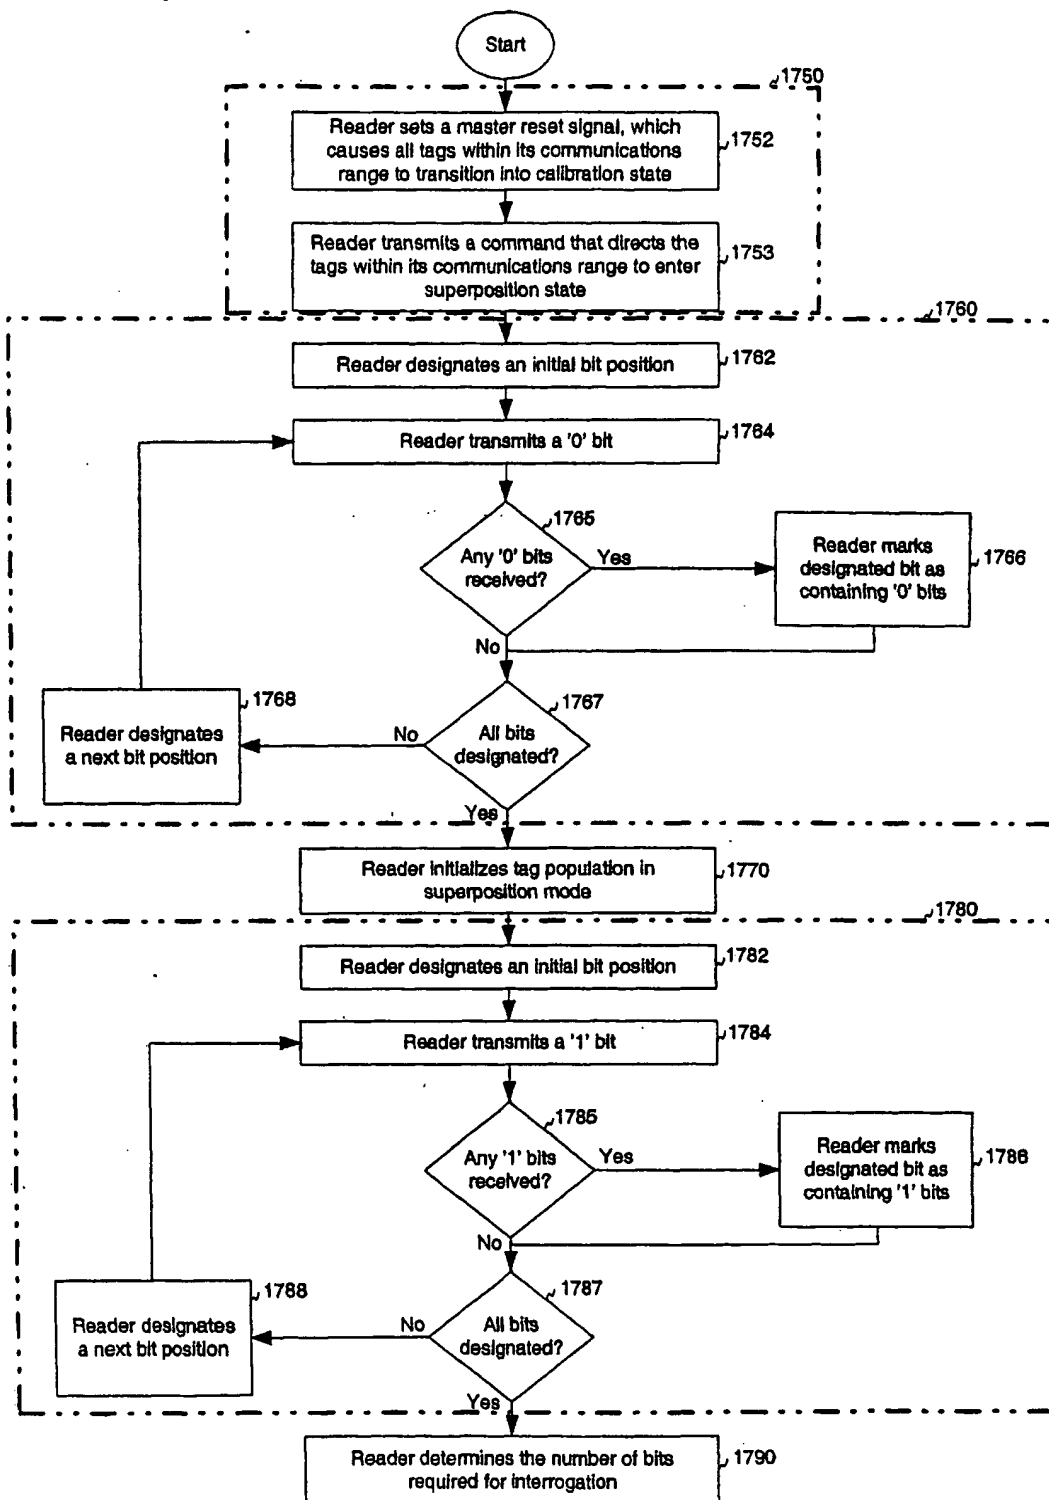 Start
1750
Reader sets a master reset signal, which
causes all tags within its communications
range to transition into calibration state
1752
Reader transmits a command that directs the
tags within its communications range to enter
superposition state
1753
1760
Reader designates an initial bit position
1762
Reader transmits a '0' bit
1764
1765
Any '0' bits
received?
Yes
Reader marks
designated bit as
containing '0' bits
1766
No
1768
Reader designates
a next bit position
No
1767
All bits
designated?
Yes
Reader initializes tag population in
superposition mode
1770
1780
Reader designates an initial bit position
1782
Reader transmits a '1' bit
1784
1785
Any '1' bits
received?
Yes
Reader marks
designated bit as
containing '1' bits
1786
No
1788
Reader designates
a next bit position
No
1787
All bits
designated?
Yes
Reader determines the number of bits
required for interrogation
1790